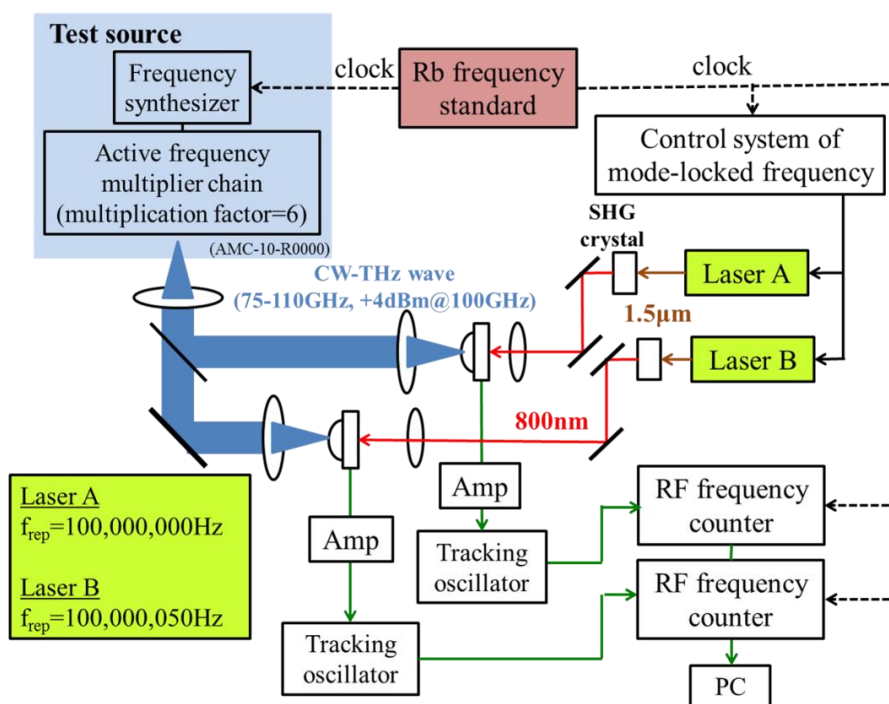 Test source
Frequency
synthesizer
Active frequency
multiplier chain
(multiplication factor=6)
(AMC-10-R0000)
clock
Rb frequency
standard
clock
Control system of
mode-locked frequency
SHG
crystal
Laser A
1.5μm
Laser B
CW-THz wave
(75-110GHz, +4dBm@100GHz)
800nm
Laser A
frep=100,000,000Hz
Laser B
frep=100,000,050Hz
Amp
Amp
Tracking
oscillator
Tracking
oscillator
RF frequency
counter
RF frequency
counter
PC